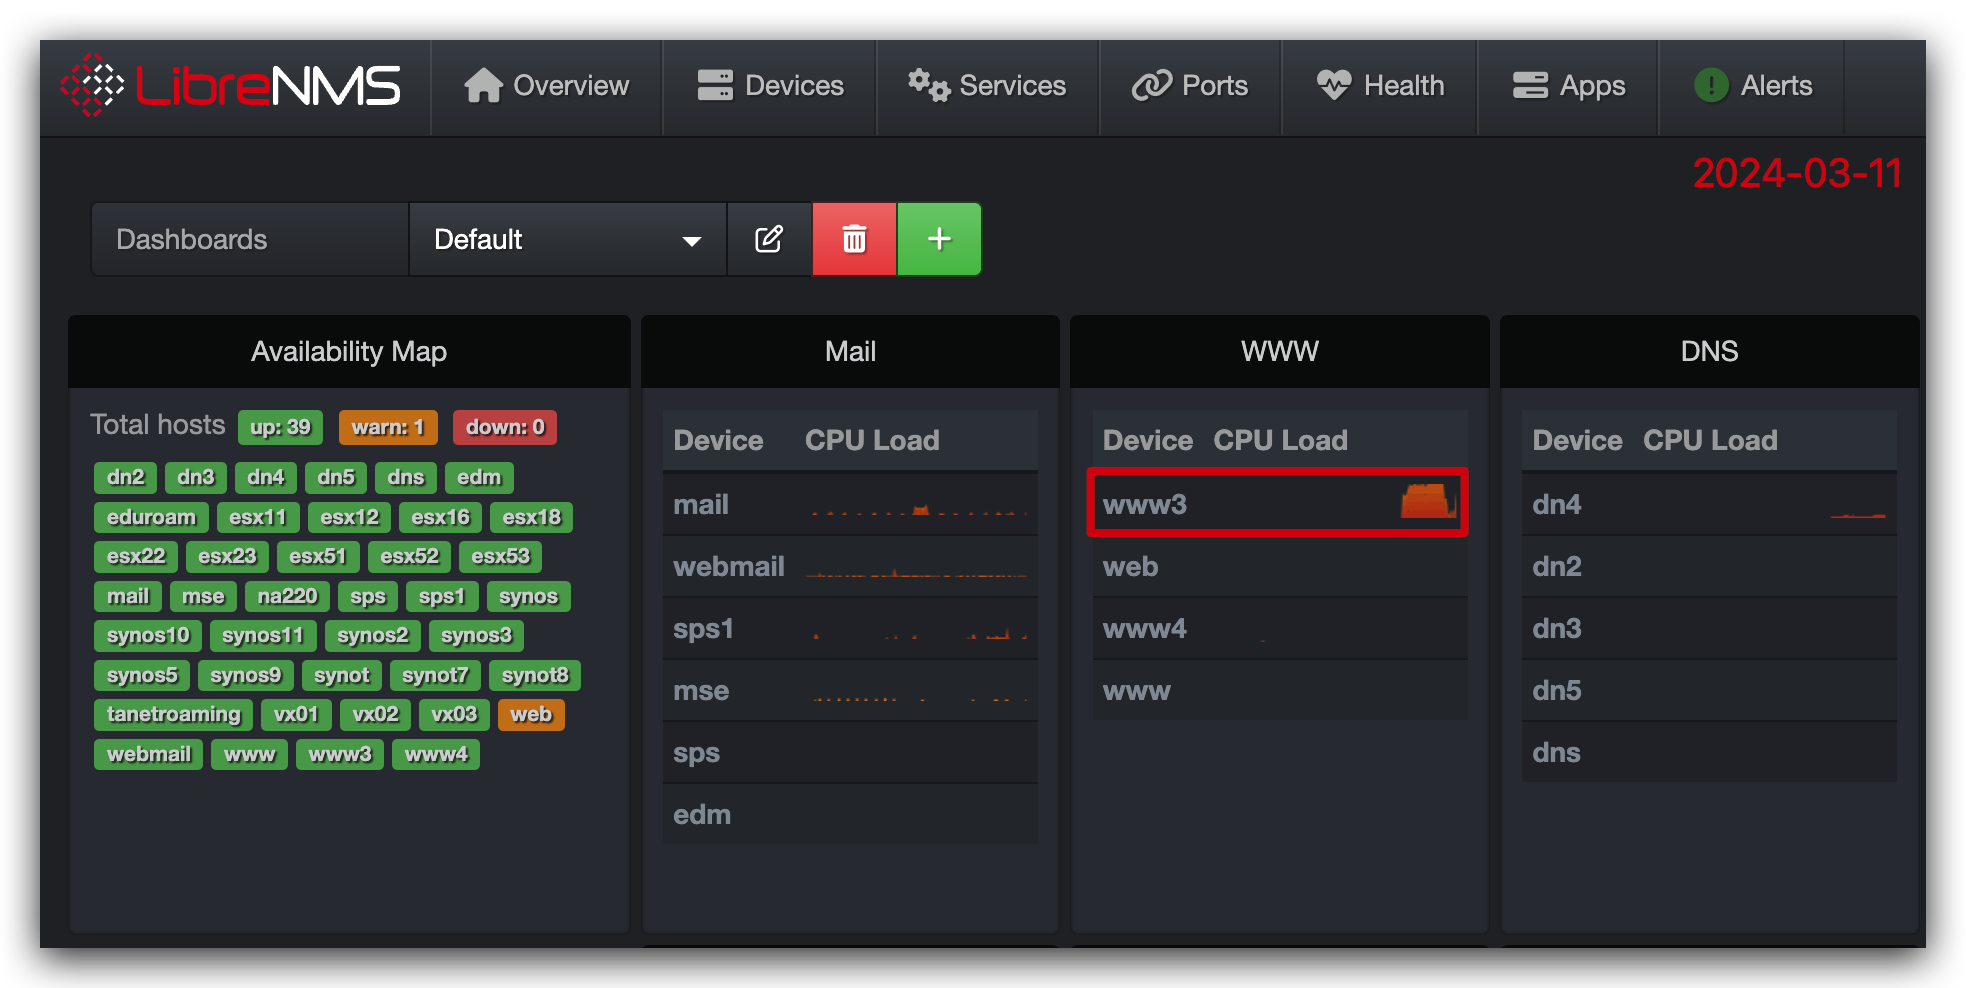 LibreNMS Overview Devices Services Ports Health Apps ! Alerts
2024-03-11
Dashboards Default +
Availability Map
Total hosts up: 39 warn: 1 down: 0
dn2 dn3 dn4 dn5 dns edm
eduroam esx11 esx12 esx16 esx18
esx22 esx23 esx51 esx52 esx53
mail mse na220 sps sps1 synos
synos10 synos11 synos2 synos3
synos5 synos9 synot synot7 synot8
tanetroaming vx01 vx02 vx03 web
webmail www www3 www4
Mail
Device CPU Load
mail
webmail
sps1
mse
sps
edm
WWW
Device CPU Load
www3
web
www4
www
DNS
Device CPU Load
dn4
dn2
dn3
dn5
dns